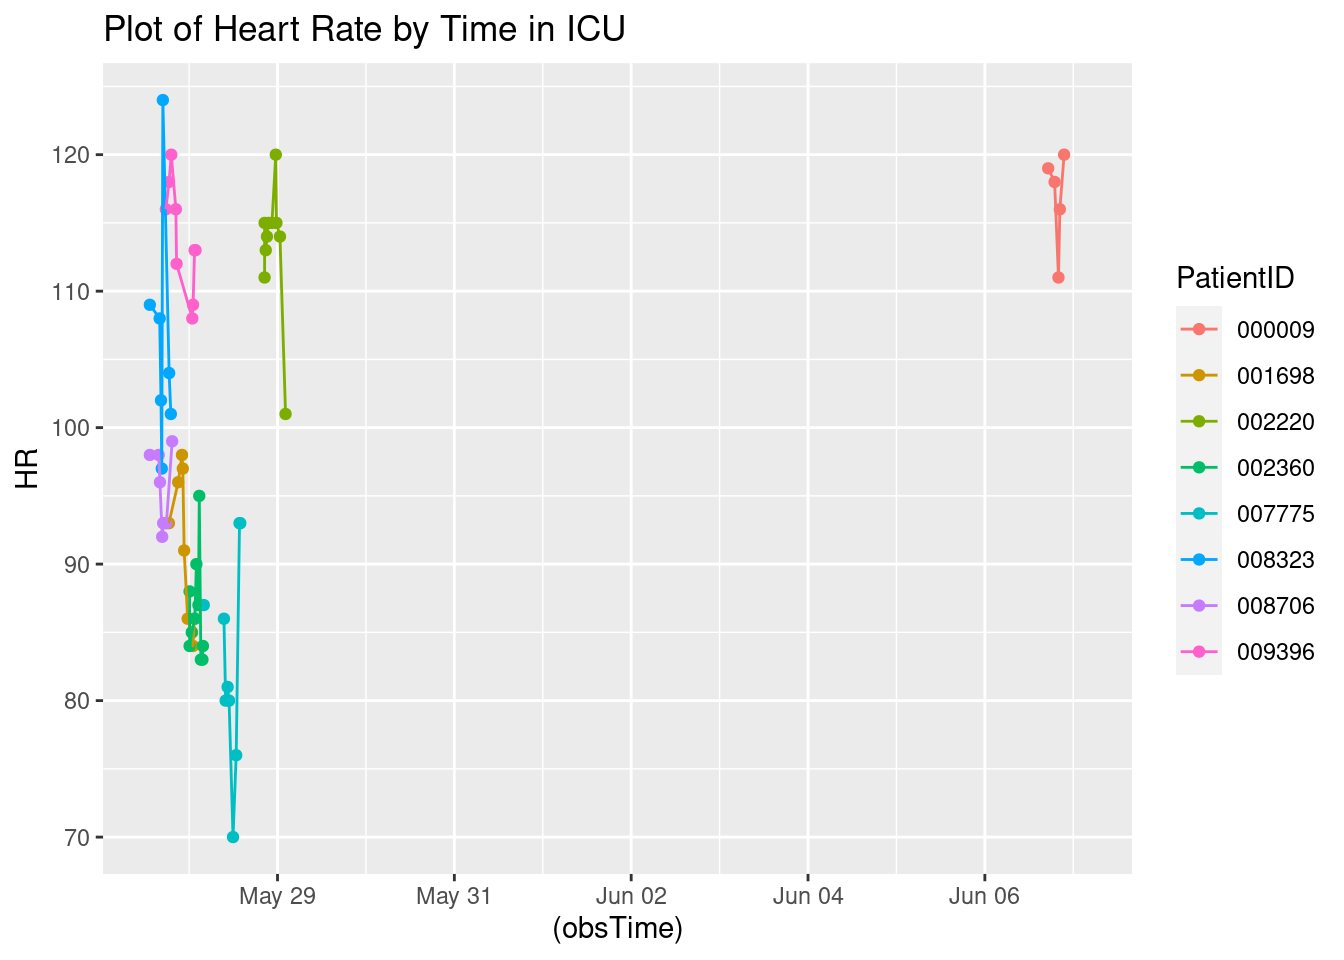 Plot of Heart Rate by Time in ICU
120
110
100
90
80
70
HR
May 29
May 31
Jun 02
Jun 04
Jun 06
(obsTime)
PatientID
000009
001698
002220
002360
007775
008323
008706
009396